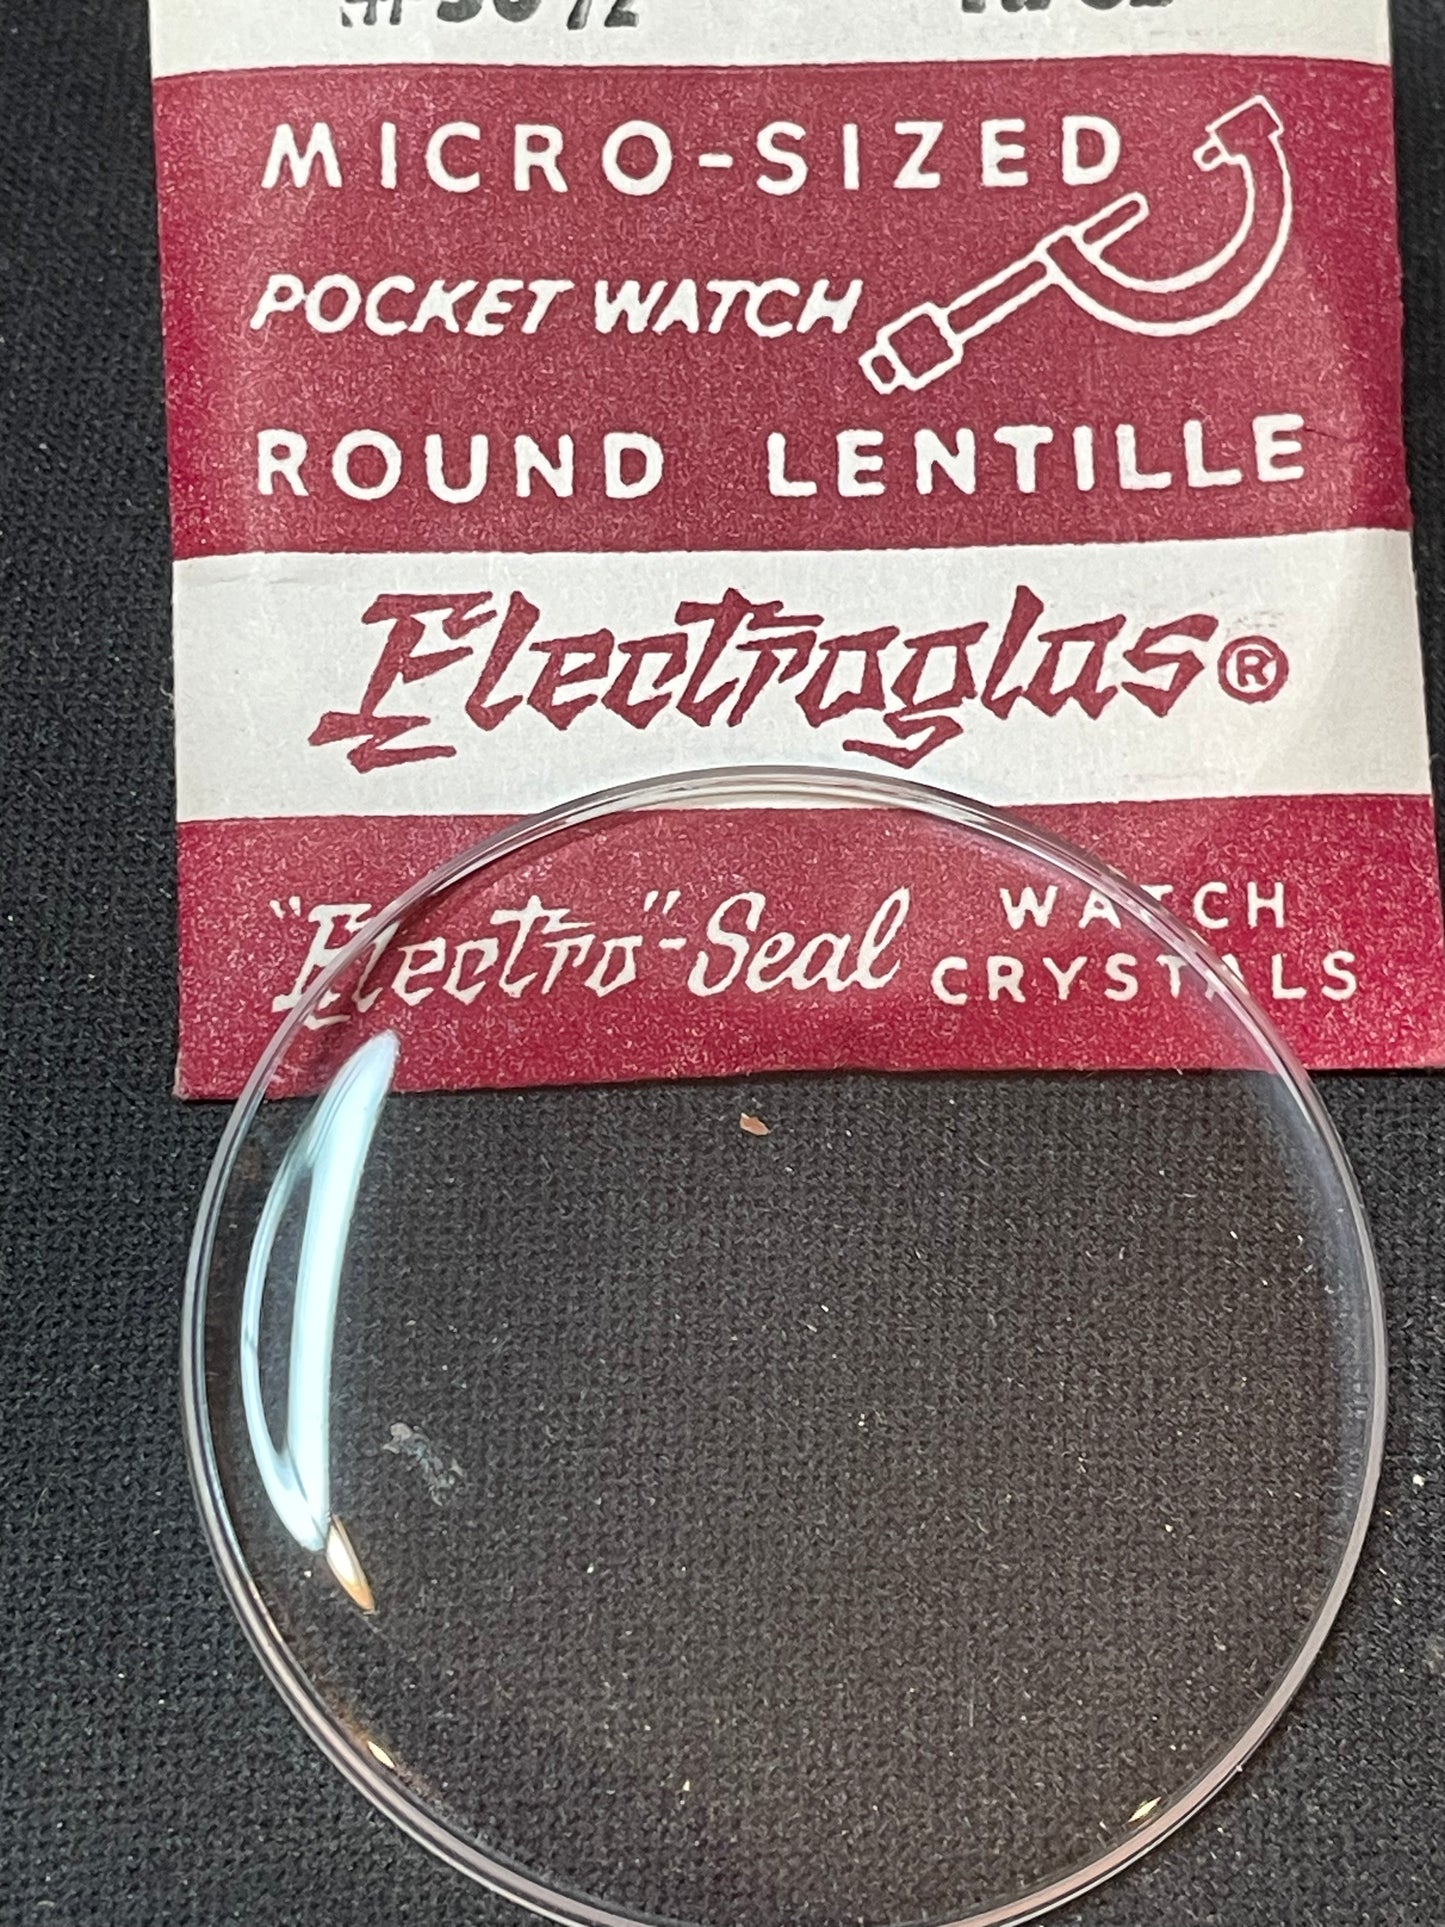 MICRO-SIZED
POCKET WATCH
ROUND LENTILLE
Electroglas®
"Electro"-Seal WATCH
CRYSTALS